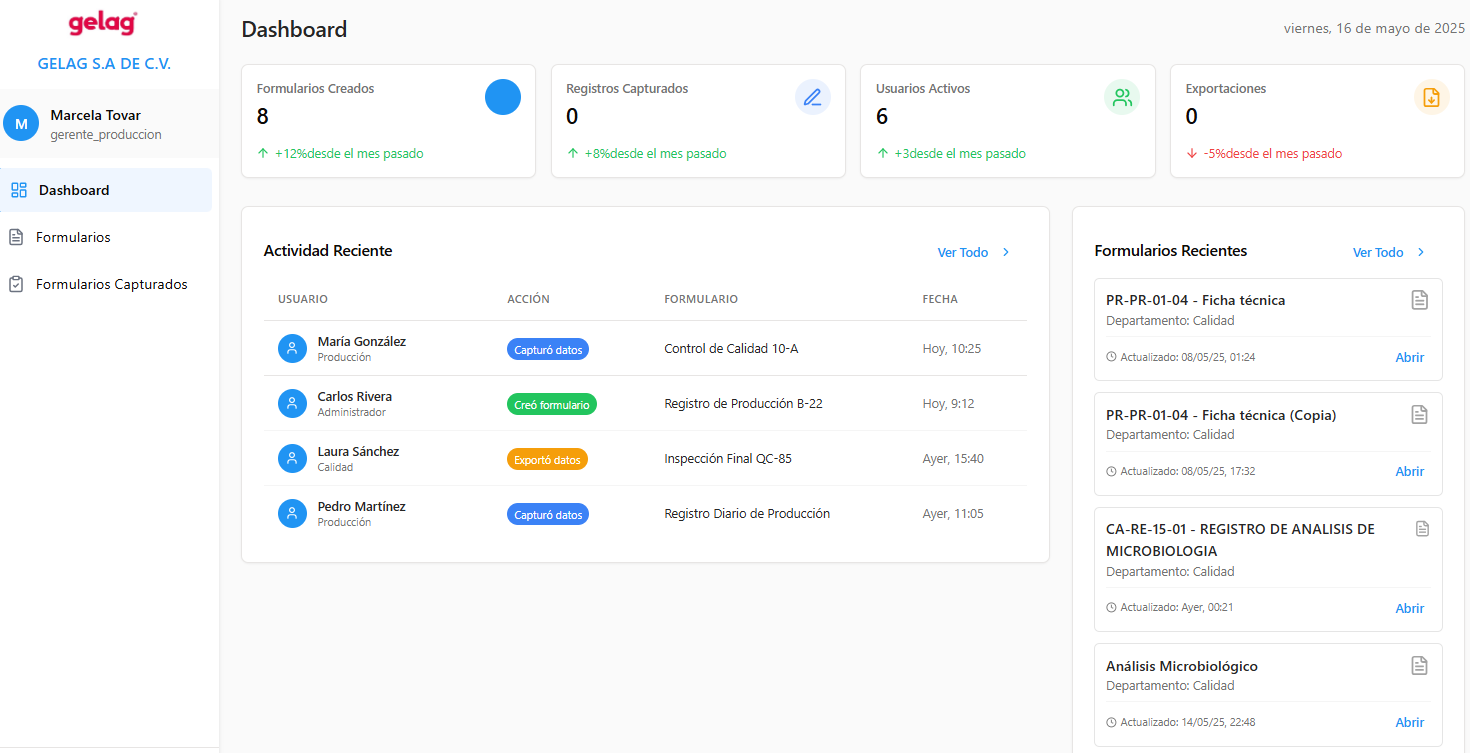 gelag
GELAG S.A DE C.V.
M
Marcela Tovar
gerente_produccion
Dashboard
Formularios
Formularios Capturados
Dashboard
viernes, 16 de mayo de 2025
Formularios Creados
8
+12%desde el mes pasado
Registros Capturados
0
+8%desde el mes pasado
Usuarios Activos
6
+3desde el mes pasado
Exportaciones
0
-5%desde el mes pasado
Actividad Reciente
Ver Todo
USUARIO ACCIÓN FORMULARIO FECHA
María González
Producción
Capturó datos
Control de Calidad 10-A
Hoy, 10:25
Carlos Rivera
Administrador
Creó formulario
Registro de Producción B-22
Hoy, 9:12
Laura Sánchez
Calidad
Exportó datos
Inspección Final QC-85
Ayer, 15:40
Pedro Martínez
Producción
Capturó datos
Registro Diario de Producción
Ayer, 11:05
Formularios Recientes
Ver Todo
PR-PR-01-04 - Ficha técnica
Departamento: Calidad
Actualizado: 08/05/25, 01:24
Abrir
PR-PR-01-04 - Ficha técnica (Copia)
Departamento: Calidad
Actualizado: 08/05/25, 17:32
Abrir
CA-RE-15-01 - REGISTRO DE ANALISIS DE
MICROBIOLOGIA
Departamento: Calidad
Actualizado: Ayer, 00:21
Abrir
Análisis Microbiológico
Departamento: Calidad
Actualizado: 14/05/25, 22:48
Abrir